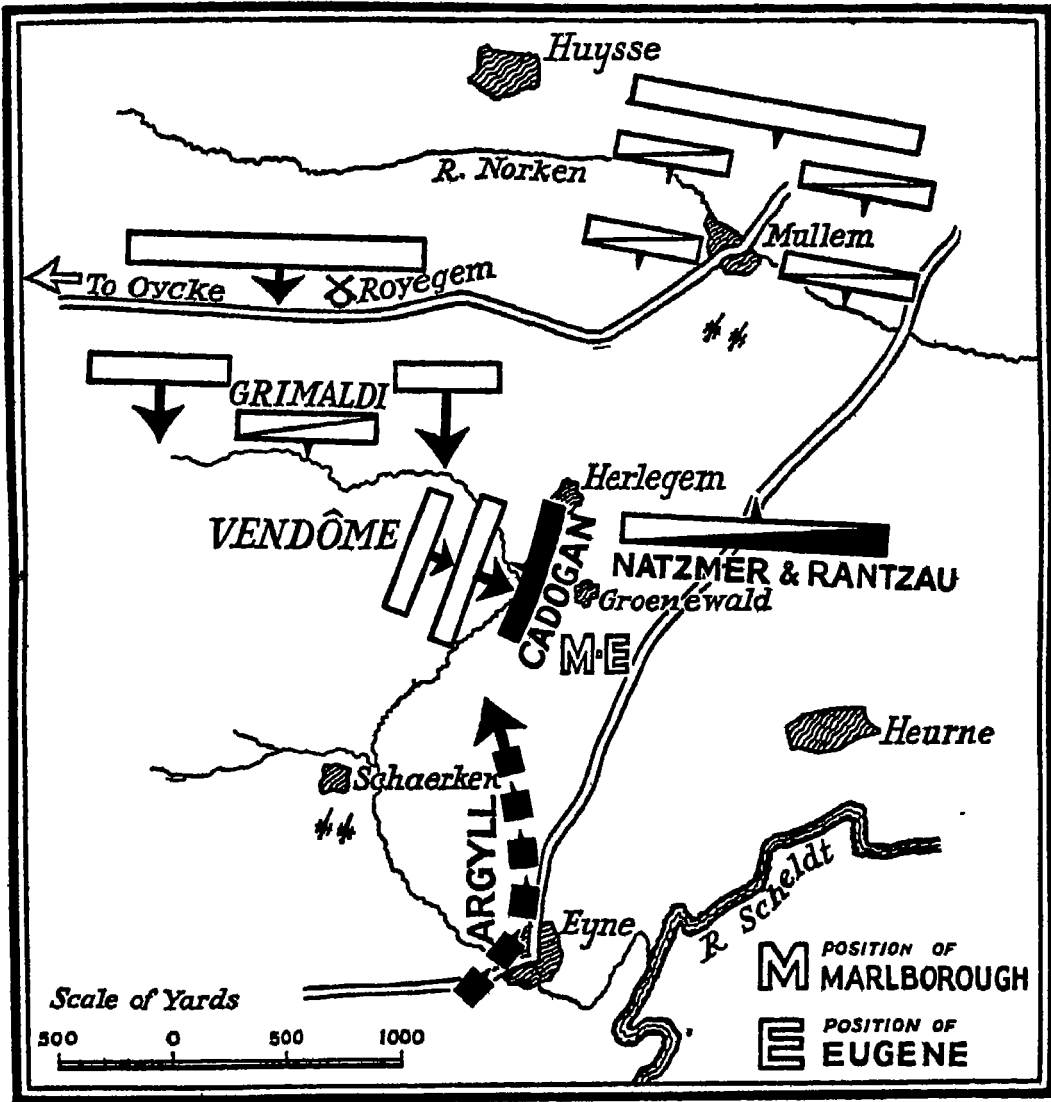 Huysse
R. Norken
Mullem
To Oycke
Royegem
GRIMALDI
Herlegem
VENDÔME
CADOGAN
NATZMER & RANTZAU
Groenewald
M·E
Heurne
Schaerken
ARGYLL
R Scheldt
Eyne
M POSITION OF
MARLBOROUGH
E POSITION OF
EUGENE
Scale of Yards
500 0 500 1000